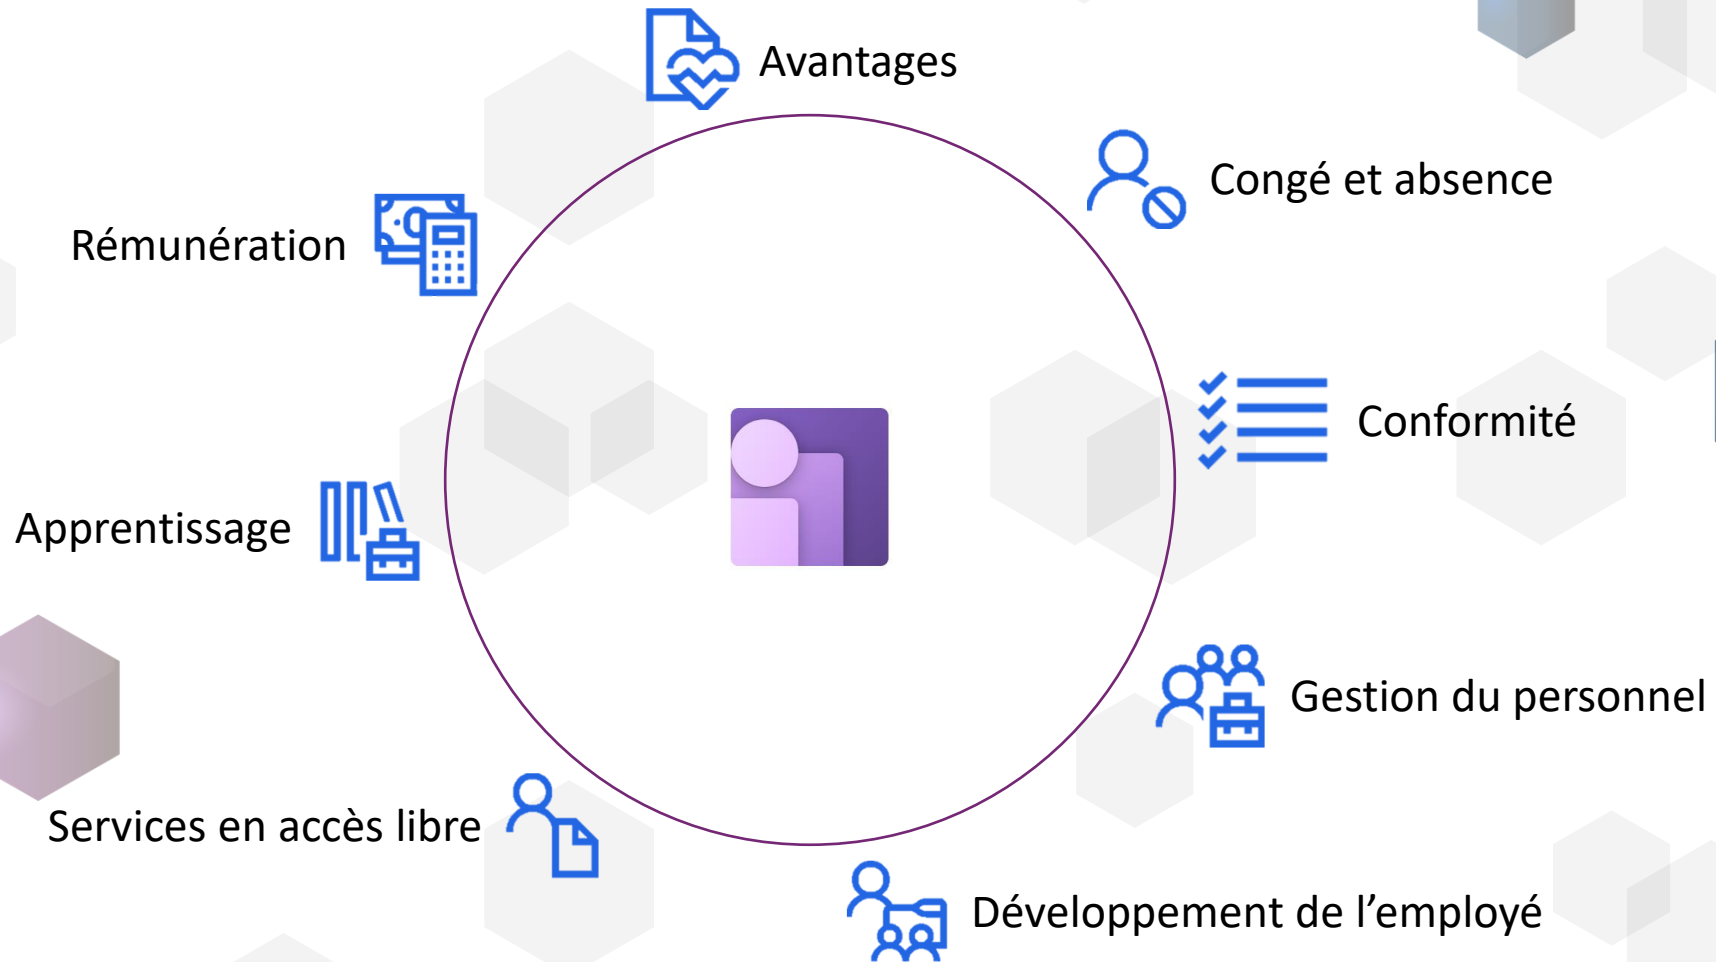 Avantages
Congé et absence
Rémunération
Conformité
Apprentissage
Gestion du personnel
Services en accès libre
Développement de l’employé